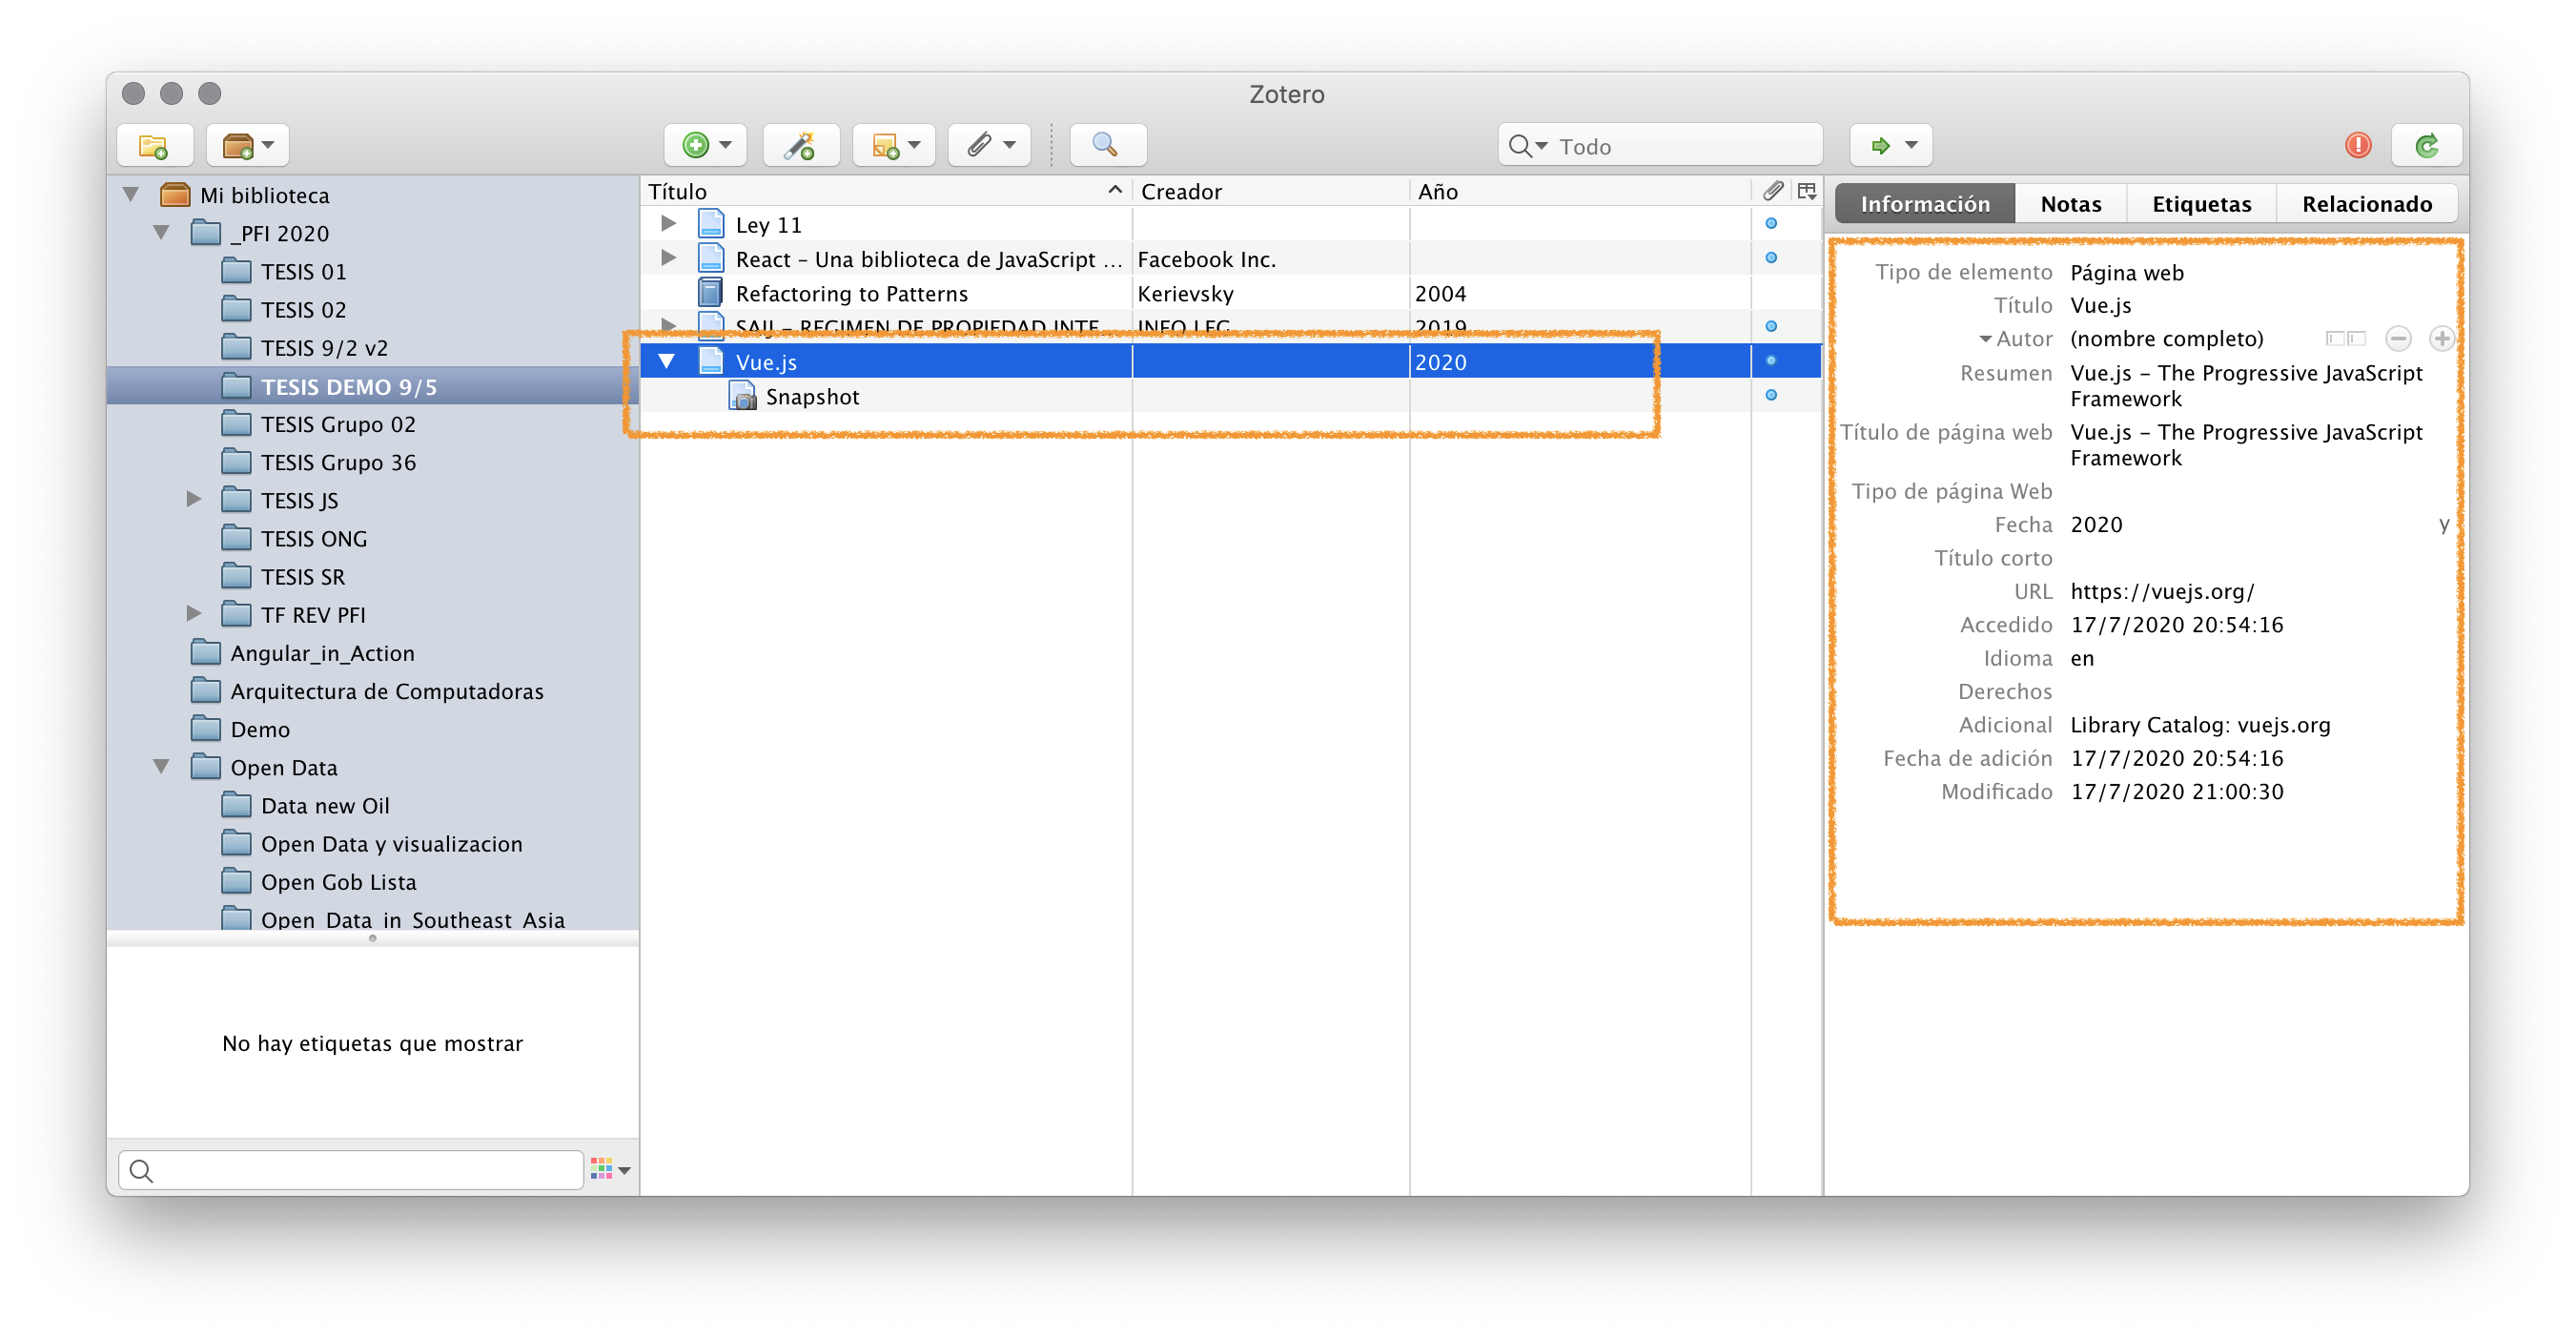 Zotero
Todo
Mi biblioteca
_PFI 2020
TESIS 01
TESIS 02
TESIS 9/2 v2
TESIS DEMO 9/5
TESIS Grupo 02
TESIS Grupo 36
TESIS JS
TESIS ONG
TESIS SR
TF REV PFI
Angular_in_Action
Arquitectura de Computadoras
Demo
Open Data
Data new Oil
Open Data y visualizacion
Open Gob Lista
Open_Data_in_Southeast_Asia
No hay etiquetas que mostrar
Título Creador Año
Ley 11
React – Una biblioteca de JavaScript ... Facebook Inc.
Refactoring to Patterns Kerievsky 2004
SAIJ – REGIMEN DE PROPIEDAD INTE... INFO LEG 2019
Vue.js 2020
Snapshot
Información Notas Etiquetas Relacionado
Tipo de elemento Página web
Título Vue.js
Autor (nombre completo)
Resumen Vue.js – The Progressive JavaScript
Framework
Título de página web Vue.js – The Progressive JavaScript
Framework
Tipo de página Web
Fecha 2020 y
Título corto
URL https://vuejs.org/
Accedido 17/7/2020 20:54:16
Idioma en
Derechos
Adicional Library Catalog: vuejs.org
Fecha de adición 17/7/2020 20:54:16
Modificado 17/7/2020 21:00:30